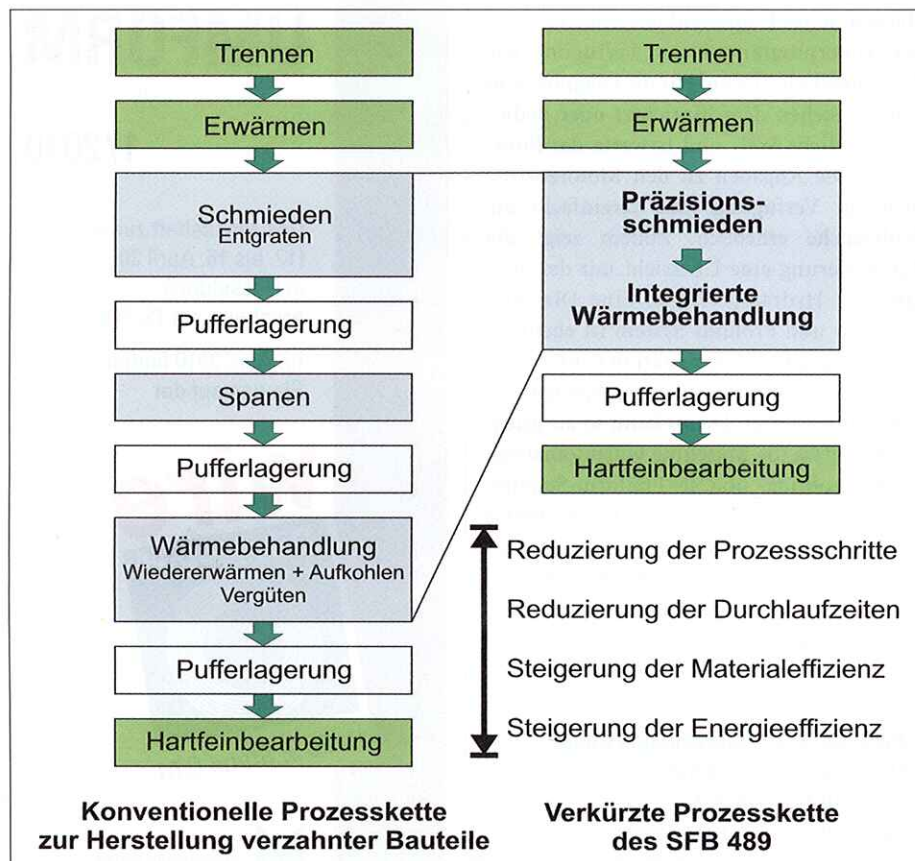 Trennen
Erwärmen
Schmieden
Entgraten
Pufferlagerung
Spanen
Pufferlagerung
Wärmebehandlung
Wiedererwärmen + Aufkohlen
Vergüten
Pufferlagerung
Hartfeinbearbeitung
Konventionelle Prozesskette
zur Herstellung verzahnter Bauteile
Trennen
Erwärmen
Präzisions-
schmieden
Integrierte
Wärmebehandlung
Pufferlagerung
Hartfeinbearbeitung
Reduzierung der Prozessschritte
Reduzierung der Durchlaufzeiten
Steigerung der Materialeffizienz
Steigerung der Energieeffizienz
Verkürzte Prozesskette
des SFB 489